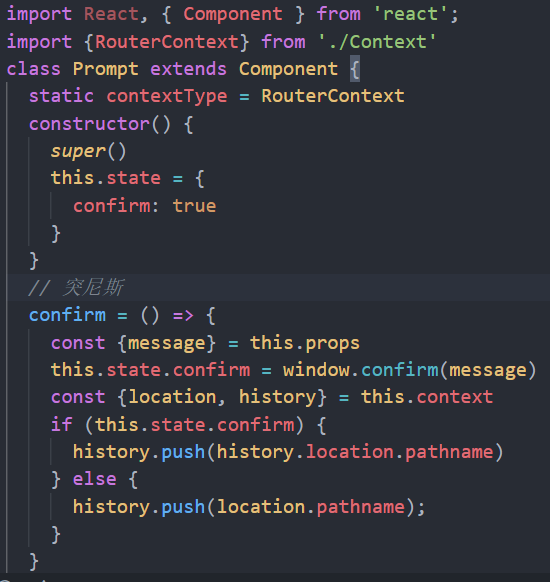 import React, { Component } from 'react';
import {RouterContext} from './Context'
class Prompt extends Component {
static contextType = RouterContext
constructor() {
super()
this.state = {
confirm: true
}
}
// 突尼斯
confirm = () => {
const {message} = this.props
this.state.confirm = window.confirm(message)
const {location, history} = this.context
if (this.state.confirm) {
history.push(history.location.pathname)
} else {
history.push(location.pathname);
}
}